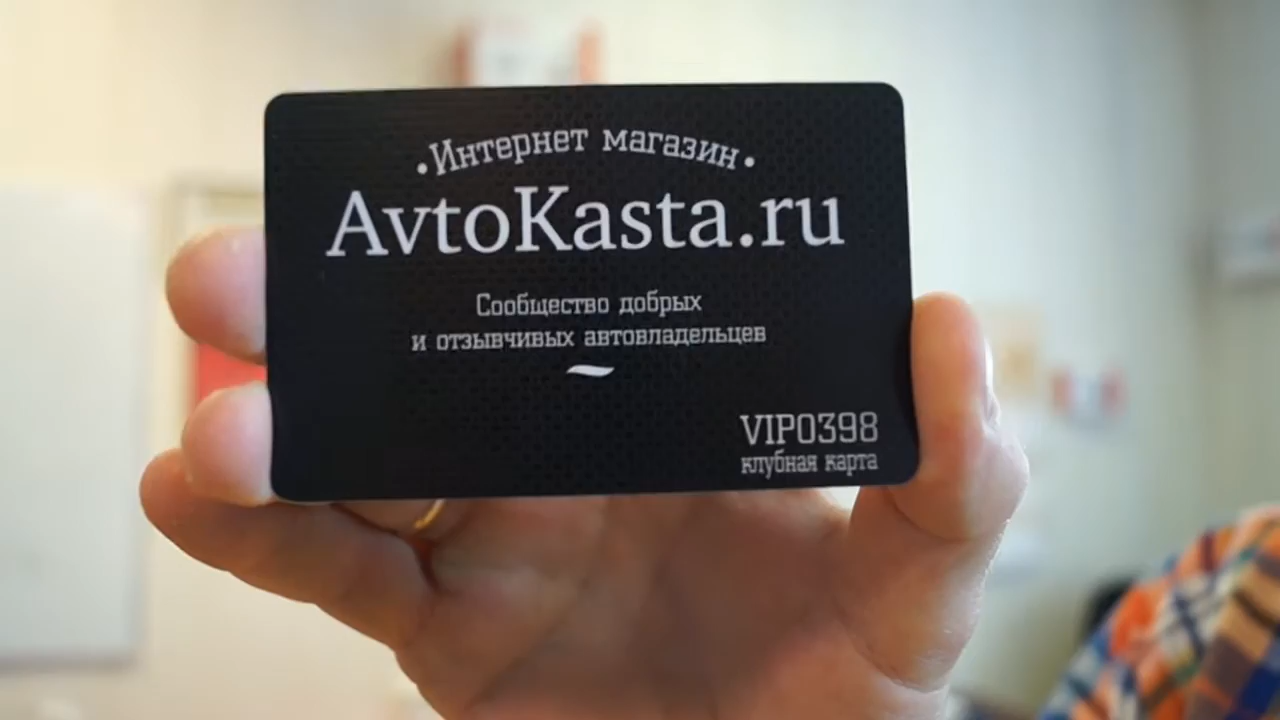 •Интернет магазин•
AvtoKasta.ru
Сообщество добрых
и отзывчивых автовладельцев
~
VIP0398
клубная карта